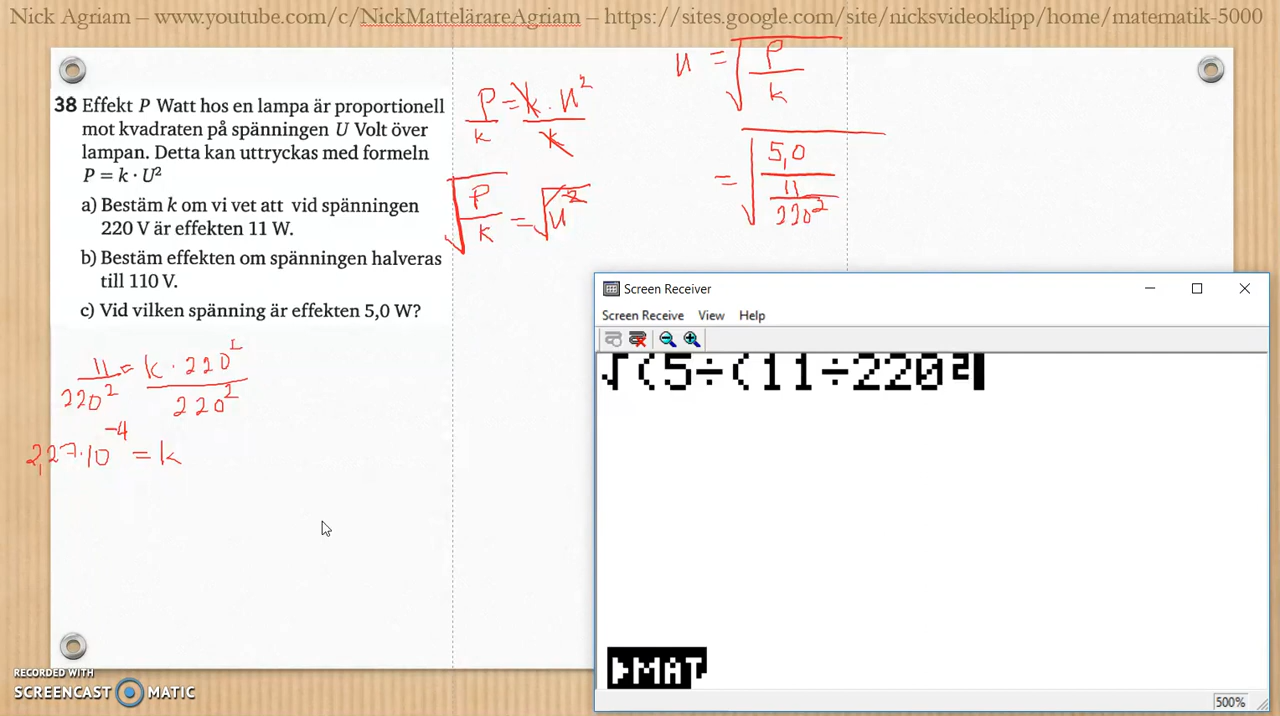 Nick Agriam – www.youtube.com/c/NickMattelärareAgriam – https://sites.google.com/site/nicksvideoklipp/home/matematik-5000
38 Effekt P Watt hos en lampa är proportionell
mot kvadraten på spänningen U Volt över
lampan. Detta kan uttryckas med formeln
P = k · U²
a) Bestäm k om vi vet att vid spänningen
220 V är effekten 11 W.
b) Bestäm effekten om spänningen halveras
till 110 V.
c) Vid vilken spänning är effekten 5,0 W?
11/220² = k · 220²/220²
2,27·10⁻⁴ = k
P/k = k · U²/k
√(P/k) = √U²
U = √(P/k)
= √(5,0/(11/220²))
Screen Receiver
Screen Receive View Help
√(5÷(11÷220²
▶MAT
500%
RECORDED WITH
SCREENCAST MATIC